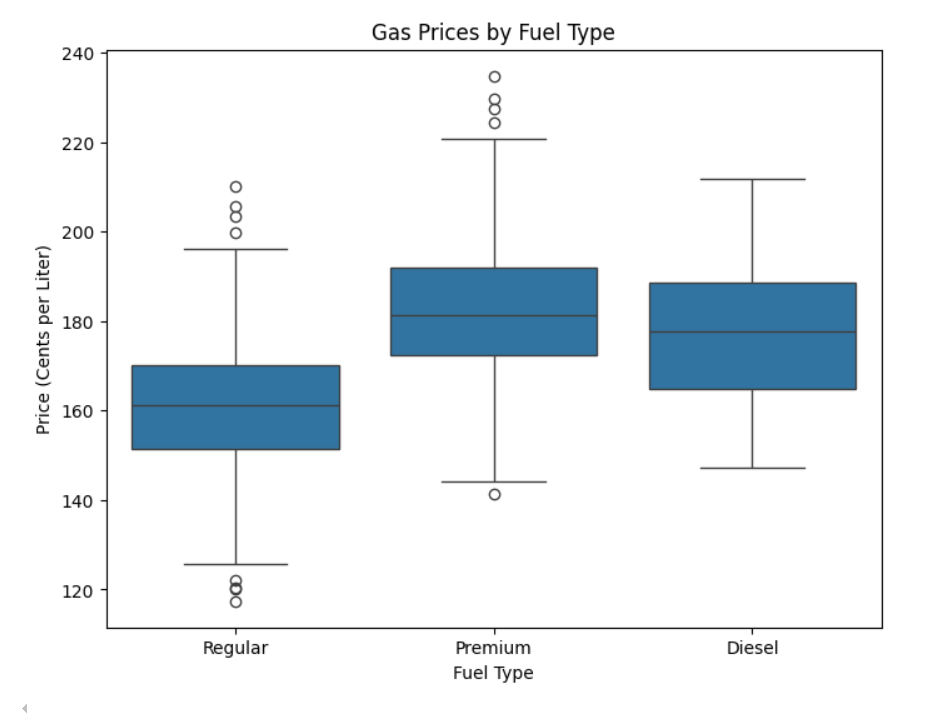 Gas Prices by Fuel Type
240
220
200
180
160
140
120
Price (Cents per Liter)
Regular Premium Diesel
Fuel Type